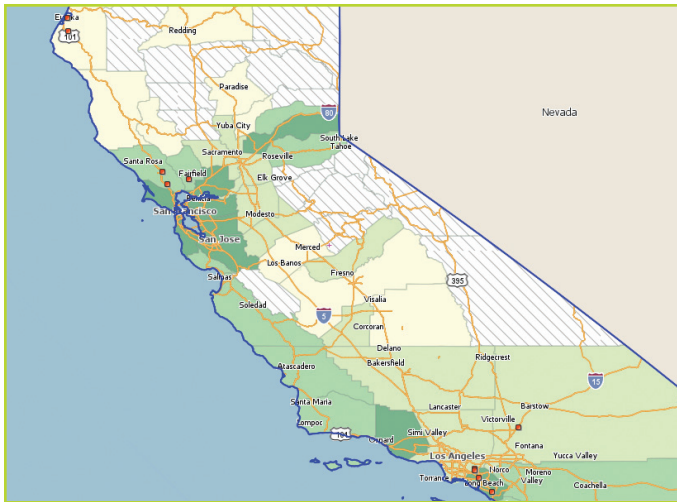 Eureka
101
Redding
Paradise
Nevada
80
Yuba City
South Lake
Tahoe
Sacramento
Roseville
Santa Rosa
Fairfield
Elk Grove
San Francisco
Modesto
San Jose
Merced
Los Banos
Fresno
Salinas
395
Soledad
Visalia
5
Corcoran
Delano
Bakersfield
Ridgecrest
Atascadero
15
Santa Maria
Lancaster
Barstow
Lompoc
Victorville
101
Oxnard
Simi Valley
Fontana
Los Angeles
Yucca Valley
Norco
Moreno
Valley
Torrance
Long Beach
Coachella